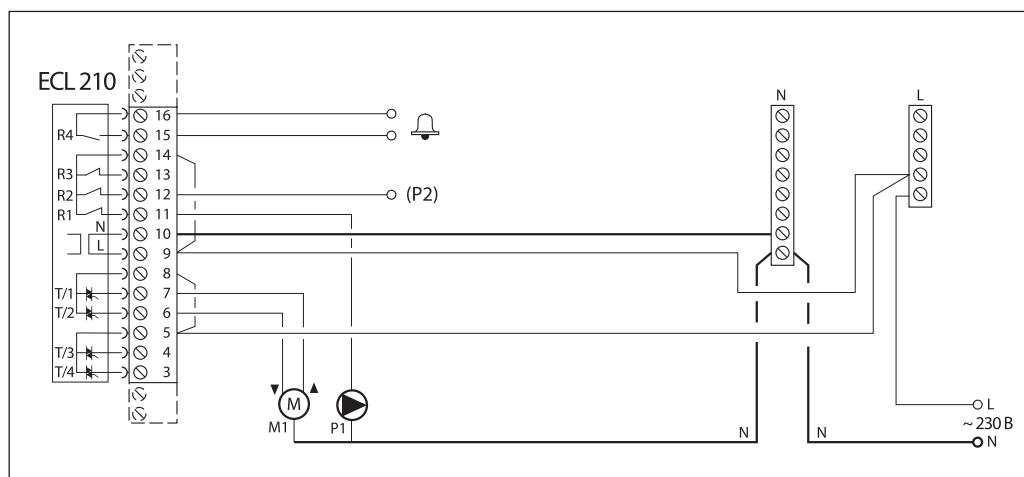 ECL 210
N
L
16
R4 15
14
R3 13
R2 12 (P2)
R1 11
N 10
L 9
8
T/1 7
T/2 6
5
T/3 4
T/4 3
M
M1
P1
N
N
L
~ 230 В
N